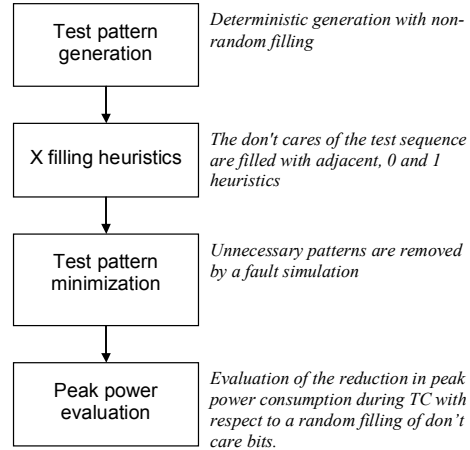 Test pattern
generation
Deterministic generation with non-
random filling
X filling heuristics
The don't cares of the test sequence
are filled with adjacent, 0 and 1
heuristics
Test pattern
minimization
Unnecessary patterns are removed
by a fault simulation
Peak power
evaluation
Evaluation of the reduction in peak
power consumption during TC with
respect to a random filling of don’t
care bits.